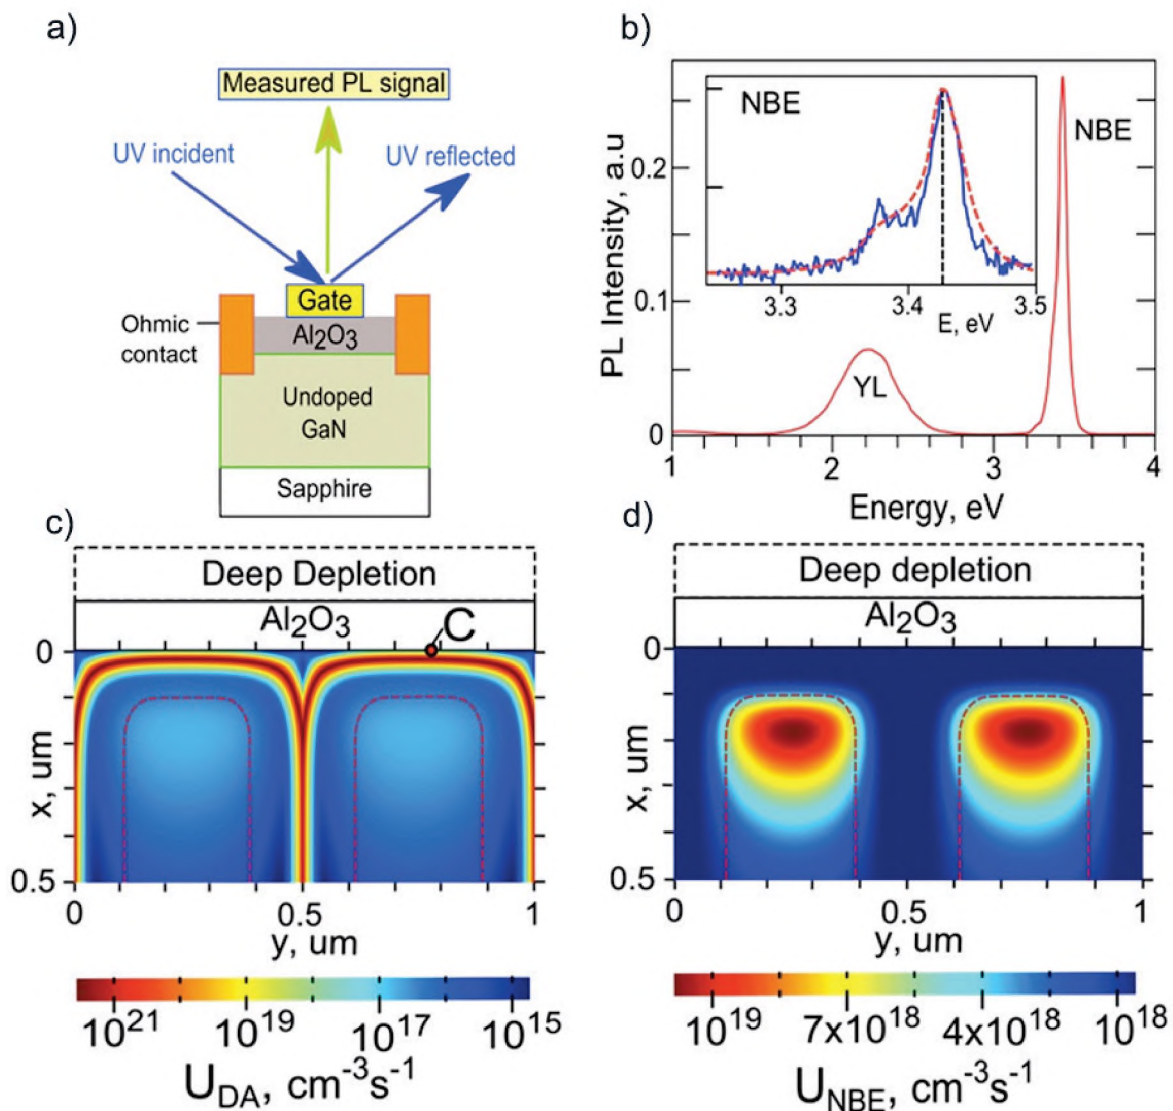 a)
Measured PL signal
UV incident
UV reflected
Gate
Ohmic
contact
Al2O3
Undoped
GaN
Sapphire
b)
PL Intensity, a.u
0.2
0.1
0
NBE
NBE
YL
3.3
3.4
3.5
E, eV
1
2
3
4
Energy, eV
c)
Deep Depletion
Al2O3
C
0
x, um
0.5
0
0.5
1
y, um
10^21
10^19
10^17
10^15
U_DA, cm^-3s^-1
d)
Deep depletion
Al2O3
0
x, um
0.5
0
0.5
1
y, um
10^19
7x10^18
4x10^18
10^18
U_NBE, cm^-3s^-1